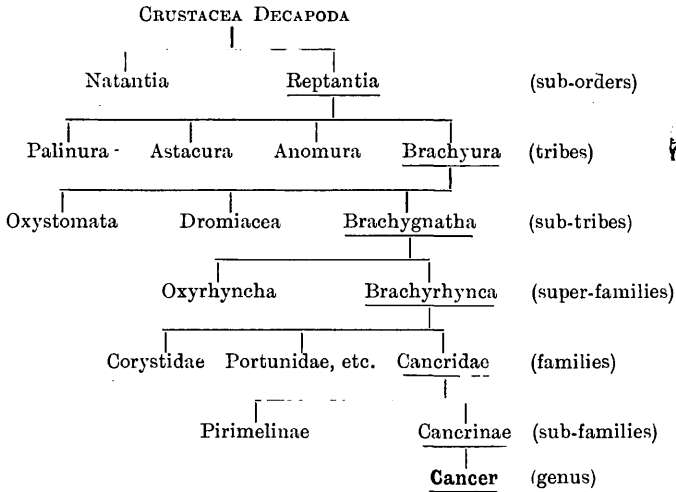 CRUSTACEA DECAPODA
Natantia Reptantia (sub-orders)
Palinura Astacura Anomura Brachyura (tribes)
Oxystomata Dromiacea Brachygnatha (sub-tribes)
Oxyrhyncha Brachyrhynca (super-families)
Corystidae Portunidae, etc. Cancridae (families)
Pirimelinae Cancrinae (sub-families)
Cancer (genus)